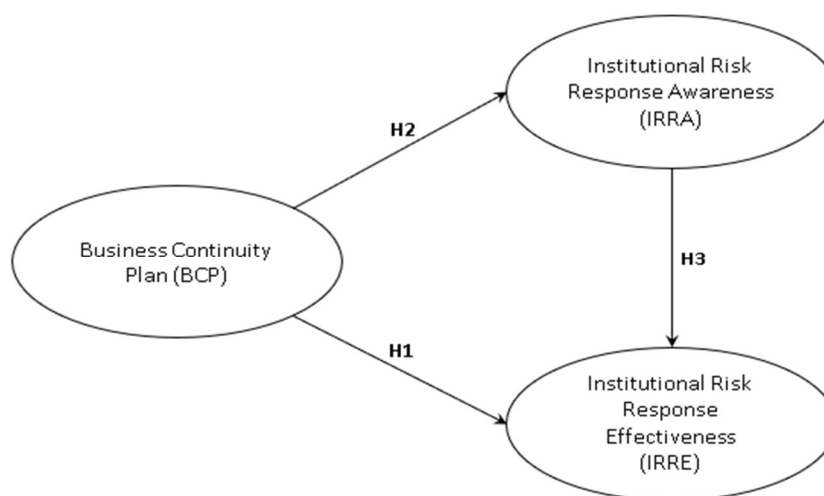 Institutional Risk
Response Awareness
(IRRA)
H2
Business Continuity
Plan (BCP)
H3
H1
Institutional Risk
Response
Effectiveness
(IRRE)